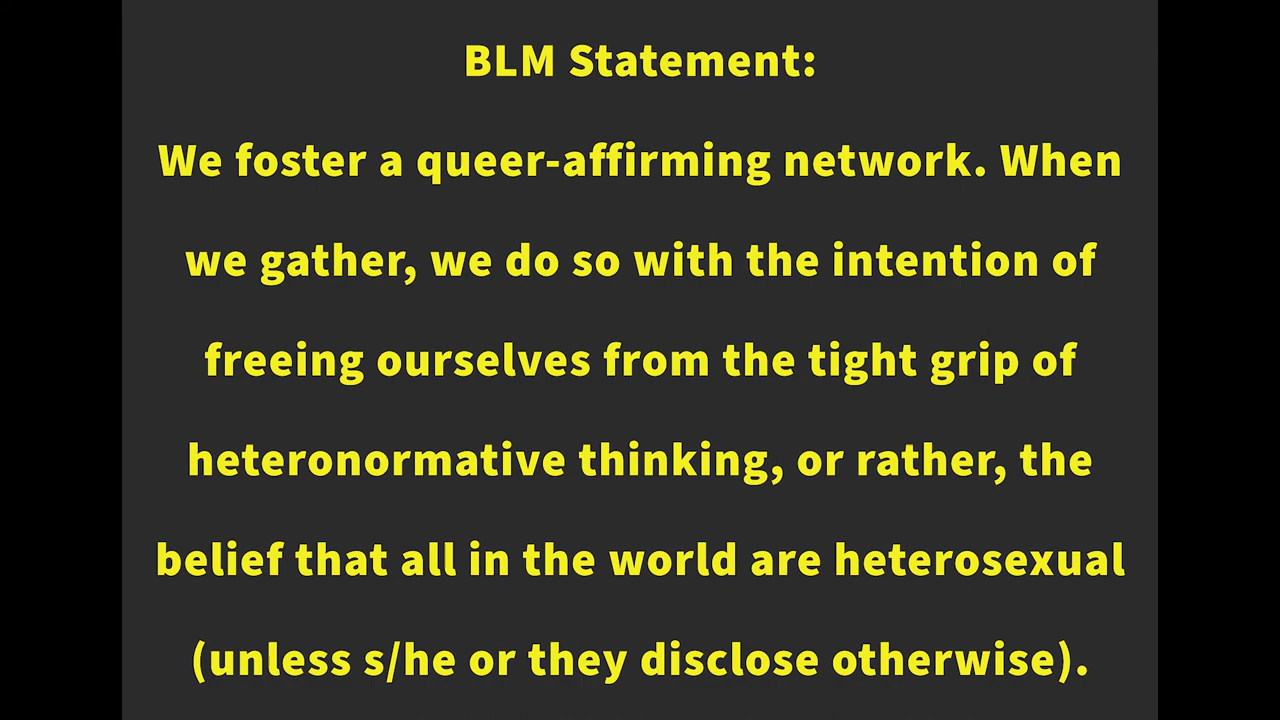 BLM Statement:
We foster a queer-affirming network. When
we gather, we do so with the intention of
freeing ourselves from the tight grip of
heteronormative thinking, or rather, the
belief that all in the world are heterosexual
(unless s/he or they disclose otherwise).